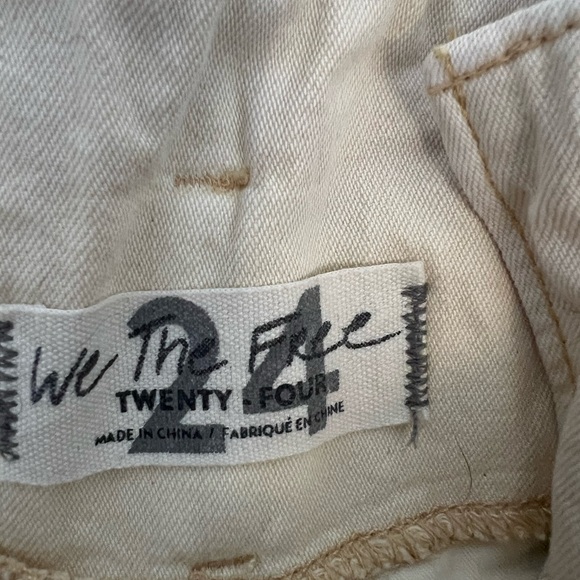 24
We The Free
TWENTY - FOUR
MADE IN CHINA / FABRIQUÉ EN CHINE